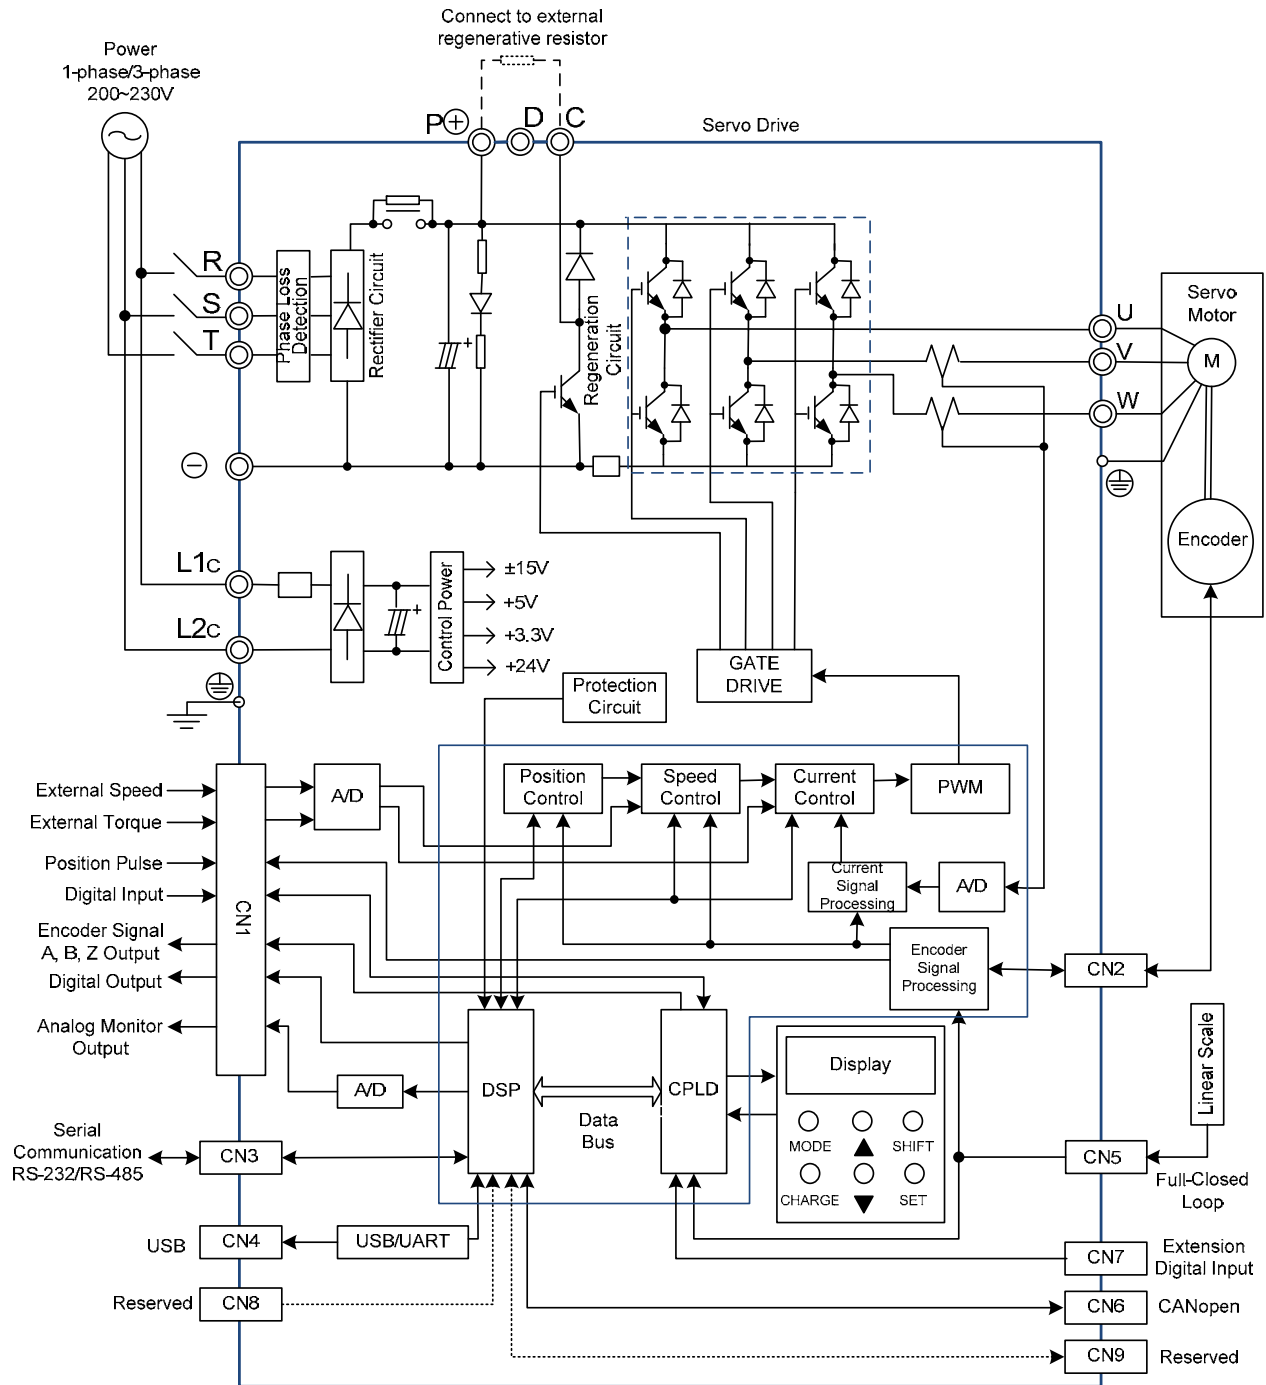 Connect to external
regenerative resistor
Power
1-phase/3-phase
200~230V
P
D
C
Servo Drive
R
S
T
Phase Loss
Detection
Rectifier Circuit
+
Regeneration
Circuit
U
V
W
Servo
Motor
M
Encoder
L1C
L2C
+
Control Power
±15V
+5V
+3.3V
+24V
GATE
DRIVE
Protection
Circuit
External Speed
External Torque
Position Pulse
Digital Input
Encoder Signal
A, B, Z Output
Digital Output
Analog Monitor
Output
CN1
A/D
Position
Control
Speed
Control
Current
Control
PWM
Current
Signal
Processing
A/D
Encoder
Signal
Processing
CN2
A/D
DSP
Data
Bus
CPLD
Display
MODE
SHIFT
CHARGE
SET
Linear Scale
Serial
Communication
RS-232/RS-485
CN3
CN5
Full-Closed
Loop
USB
CN4
USB/UART
CN7
Extension
Digital Input
Reserved
CN8
CN6
CANopen
CN9
Reserved